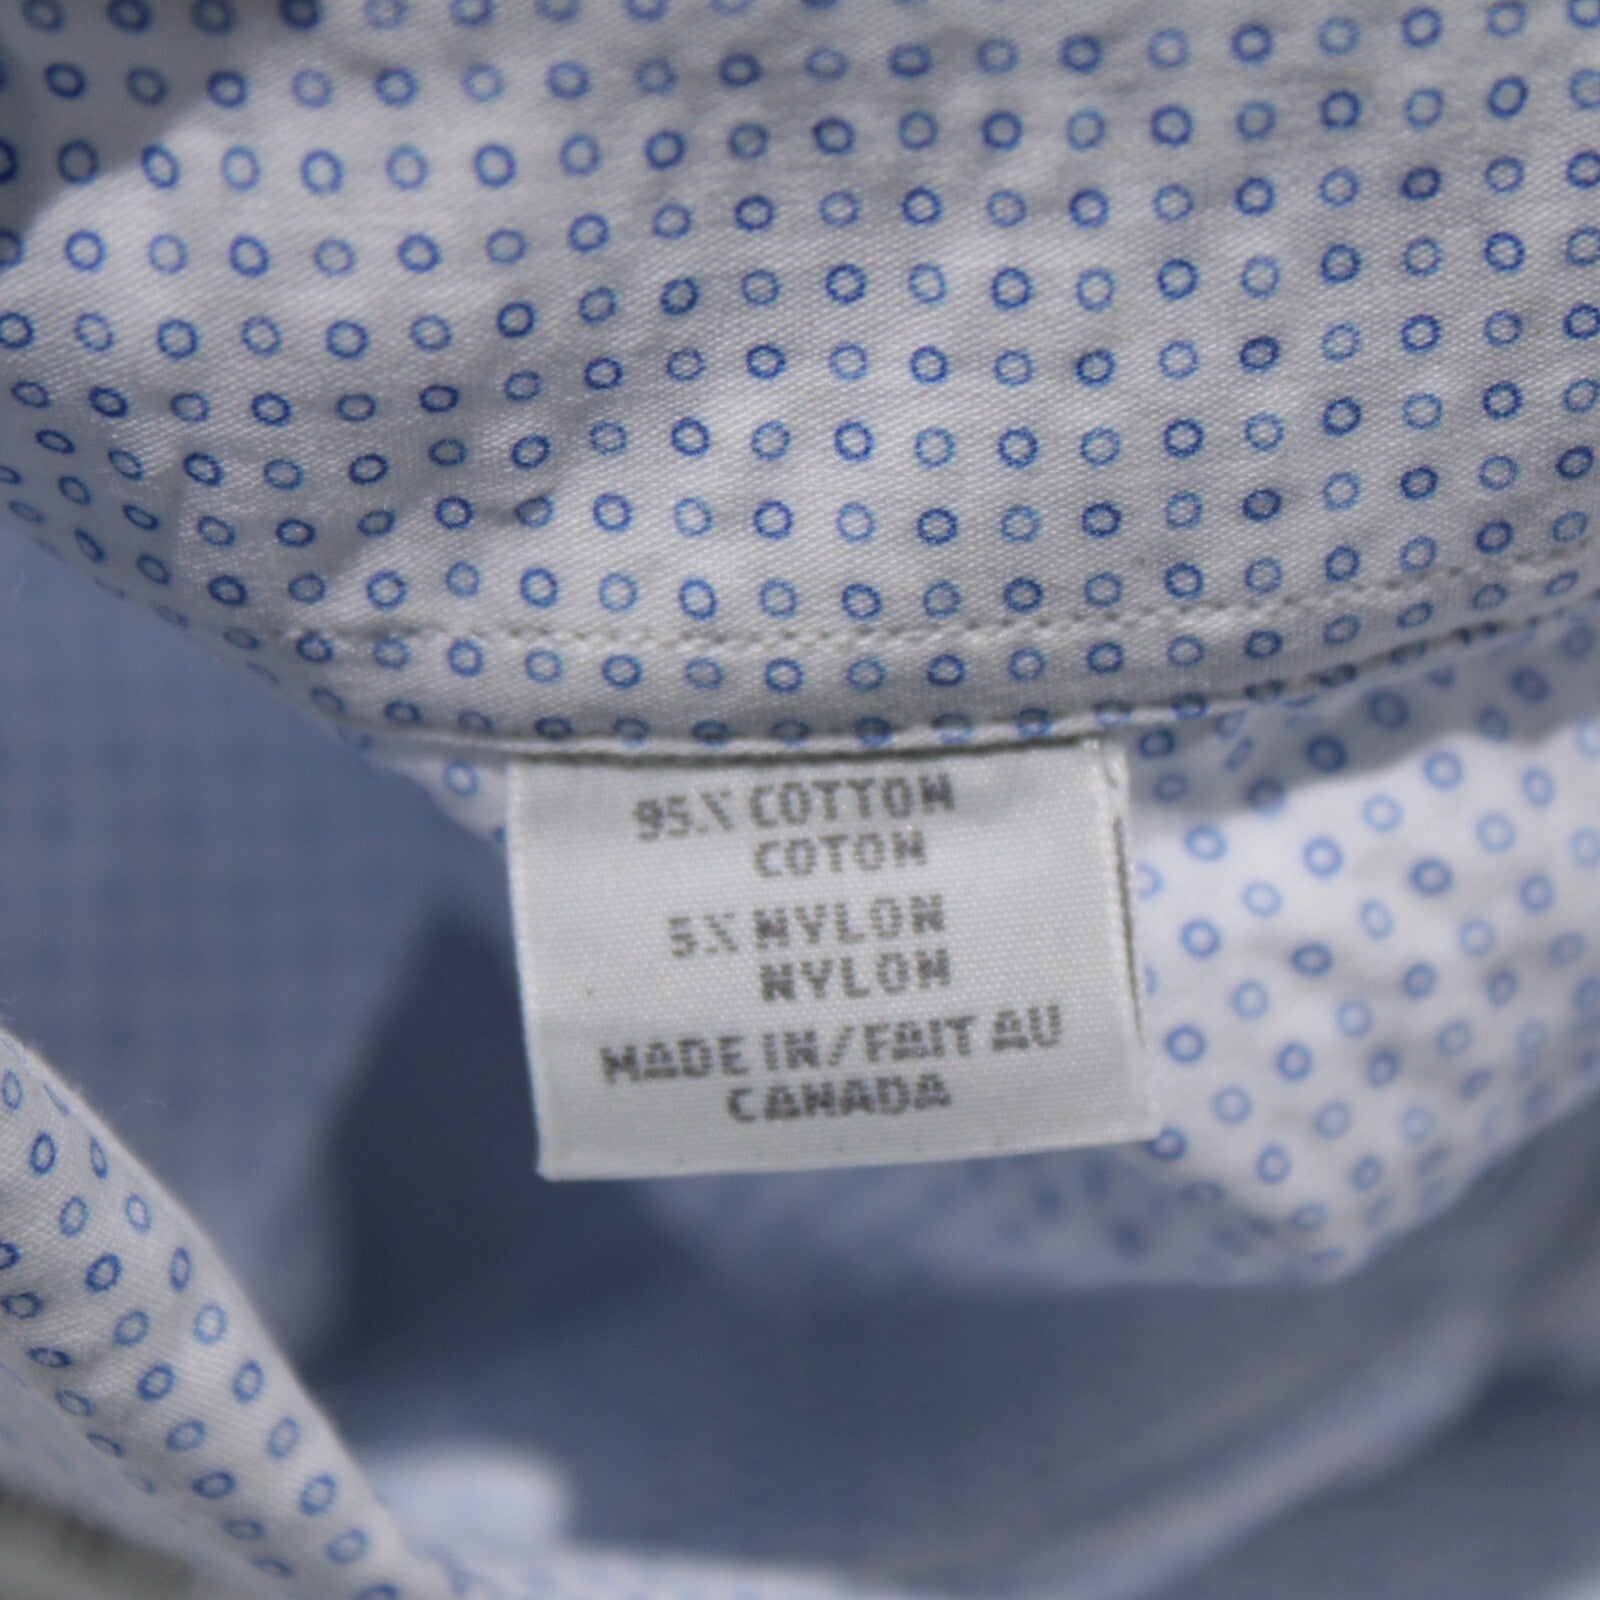 95% COTTON
COTON
5% NYLON
NYLON
MADE IN/FAIT AU
CANADA